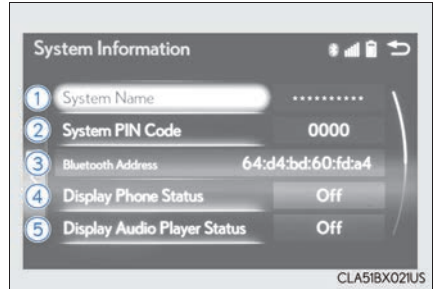 System Information
1 System Name ··········
2 System PIN Code 0000
3 Bluetooth Address 64:d4:bd:60:fd:a4
4 Display Phone Status Off
5 Display Audio Player Status Off
CLA51BX021US